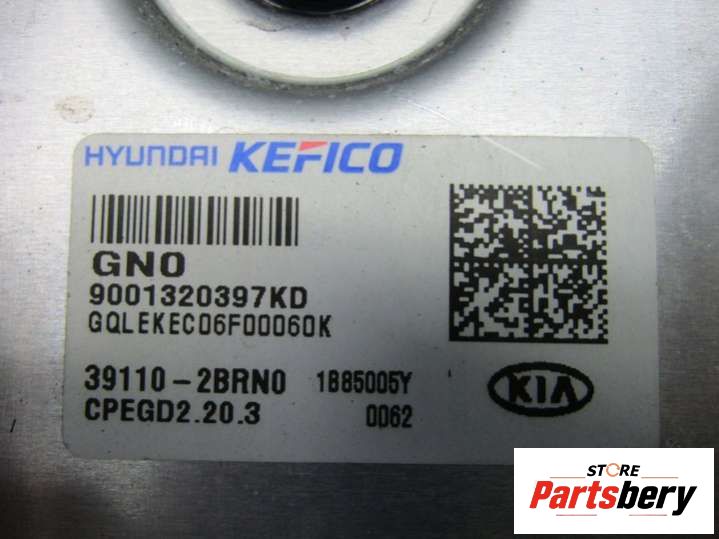 HYUNDAI KEFICO
GN0
9001320397KD
GQLEKEC06F00060K
39110-2BRN0 1B85005Y
CPEGD2.20.3 0062
KIA
STORE
Partsbery